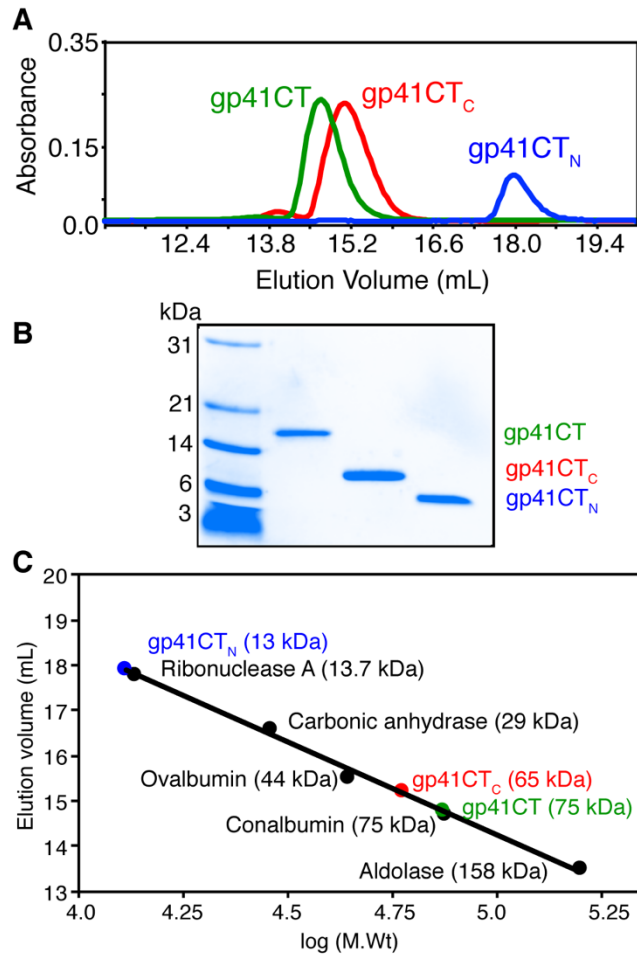 A
0.35
0.15
0.0
Absorbance
gp41CT
gp41CTC
gp41CTN
12.4 13.8 15.2 16.6 18.0 19.4
Elution Volume (mL)
B
kDa
31
21
14
6
3
gp41CT
gp41CTC
gp41CTN
C
20
19
18
17
16
15
14
13
Elution volume (mL)
gp41CTN (13 kDa)
Ribonuclease A (13.7 kDa)
Carbonic anhydrase (29 kDa)
Ovalbumin (44 kDa)
gp41CTC (65 kDa)
gp41CT (75 kDa)
Conalbumin (75 kDa)
Aldolase (158 kDa)
4.0 4.25 4.5 4.75 5.0 5.25
log (M.Wt)